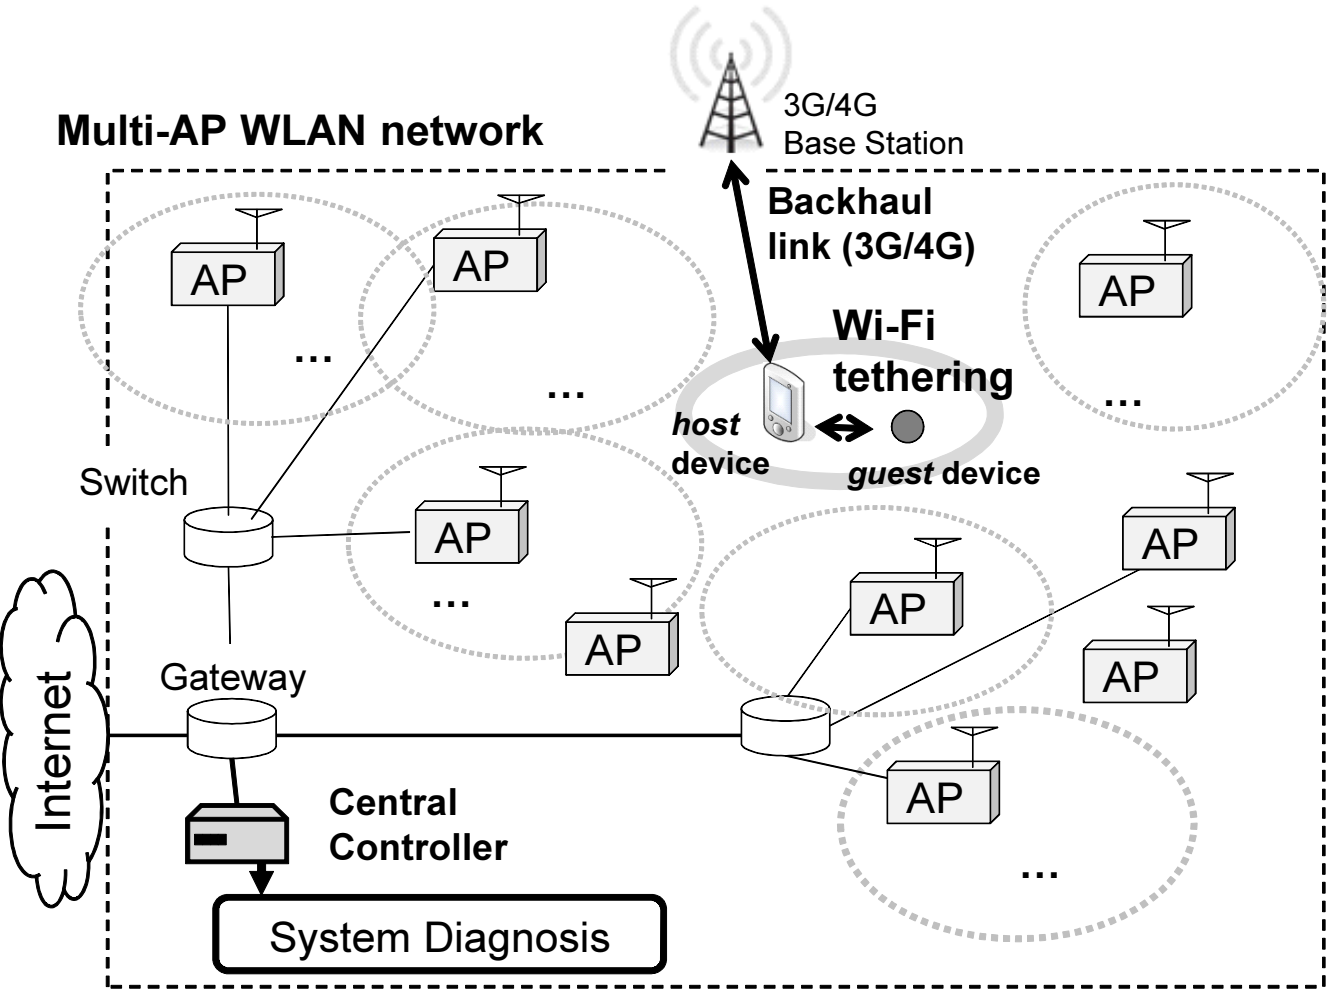 3G/4G
Base Station
Multi-AP WLAN network
Backhaul
link (3G/4G)
AP
AP
AP
Wi-Fi
tethering
...
...
...
host
device
guest device
Switch
AP
AP
...
AP
AP
AP
Gateway
Internet
AP
Central
Controller
...
System Diagnosis